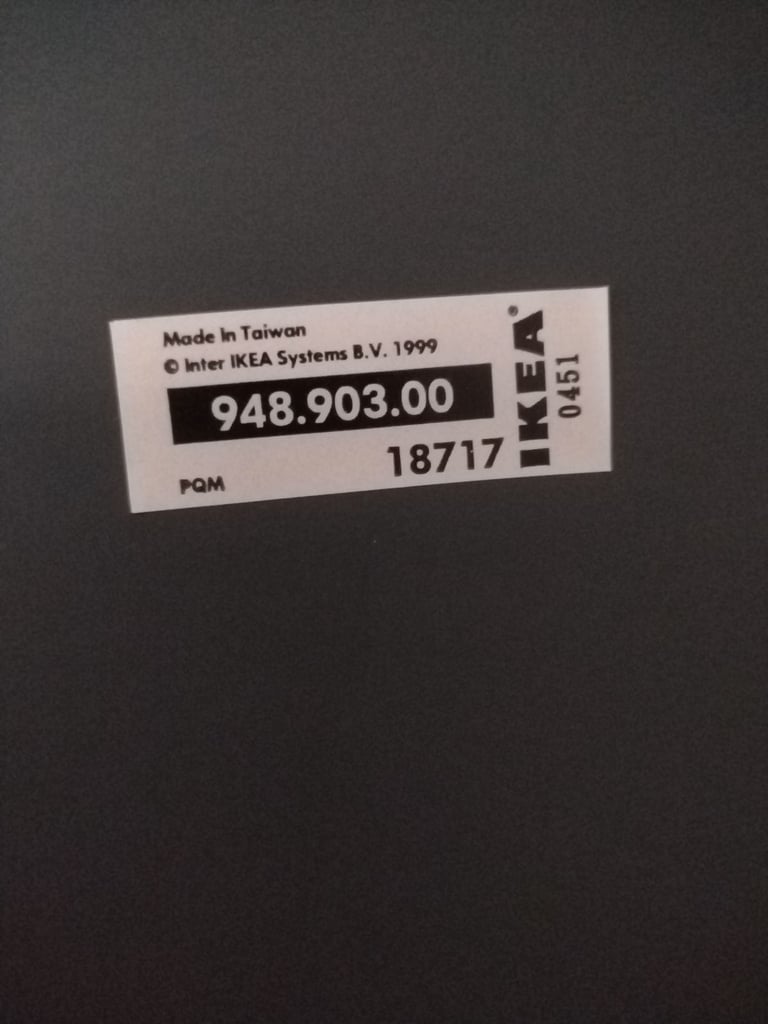 Made In Taiwan
© Inter IKEA Systems B.V. 1999
948.903.00
18717
PQM
IKEA®
0451